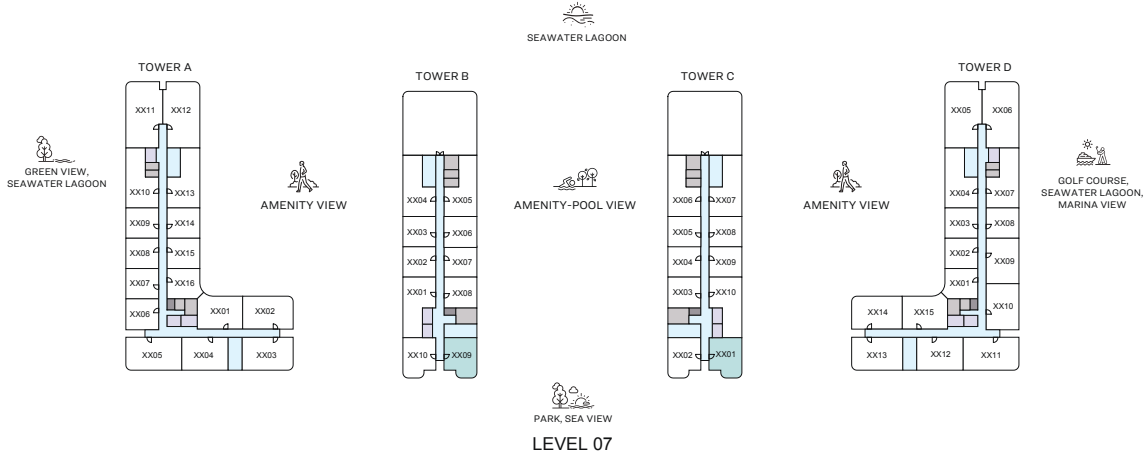 SEAWATER LAGOON
TOWER A
TOWER B
TOWER C
TOWER D
XX11 XX12
XX05 XX06
GREEN VIEW,
SEAWATER LAGOON
GOLF COURSE,
SEAWATER LAGOON,
MARINA VIEW
AMENITY VIEW
AMENITY-POOL VIEW
AMENITY VIEW
XX10 XX13
XX09 XX14
XX08 XX15
XX07 XX16
XX06 XX01 XX02
XX05 XX04 XX03
XX04 XX05
XX03 XX06
XX02 XX07
XX01 XX08
XX10 XX09
XX06 XX07
XX05 XX08
XX04 XX09
XX03 XX10
XX02 XX01
XX04 XX07
XX03 XX08
XX02 XX09
XX01
XX14 XX15 XX10
XX13 XX12 XX11
PARK, SEA VIEW
LEVEL 07